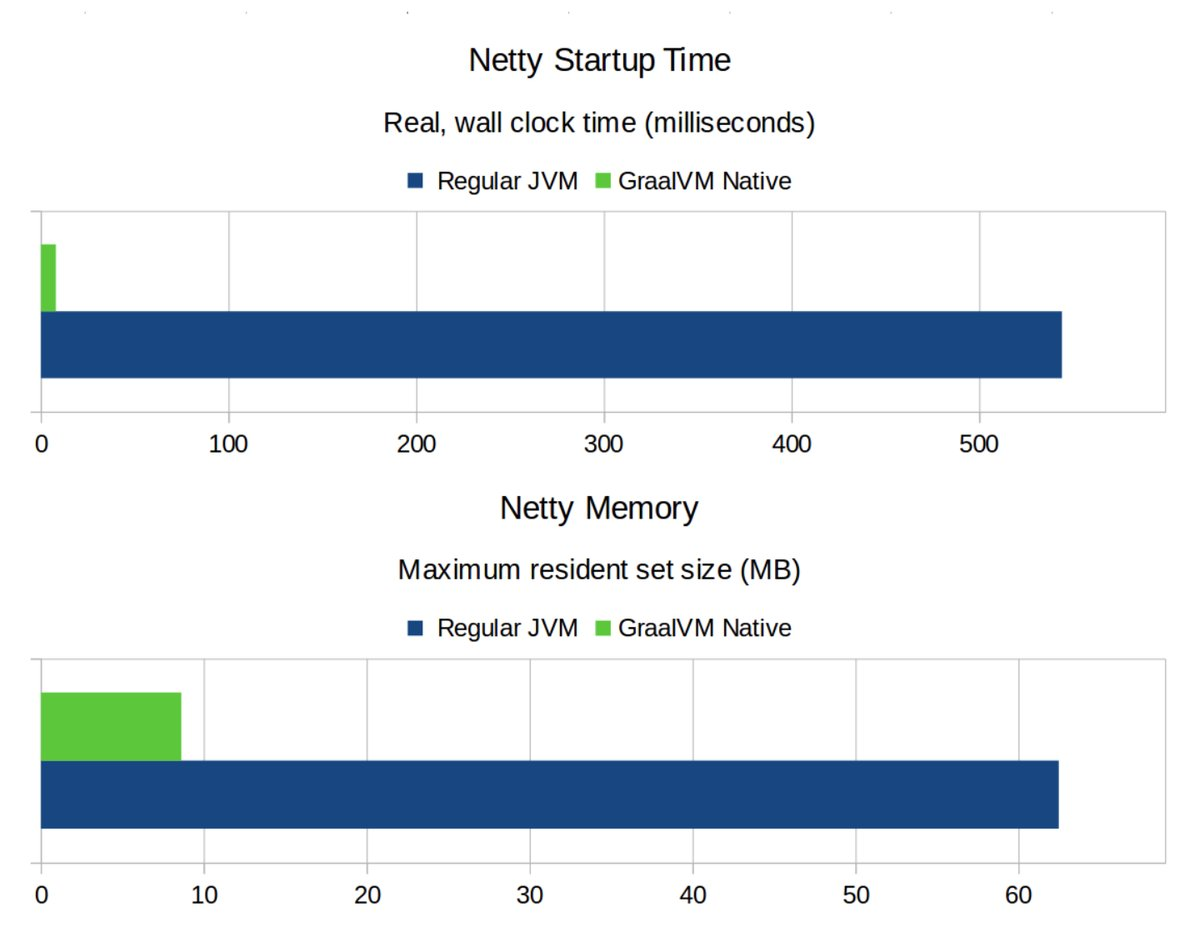 Netty Startup Time
Real, wall clock time (milliseconds)
Regular JVM GraalVM Native
0 100 200 300 400 500
Netty Memory
Maximum resident set size (MB)
Regular JVM GraalVM Native
0 10 20 30 40 50 60